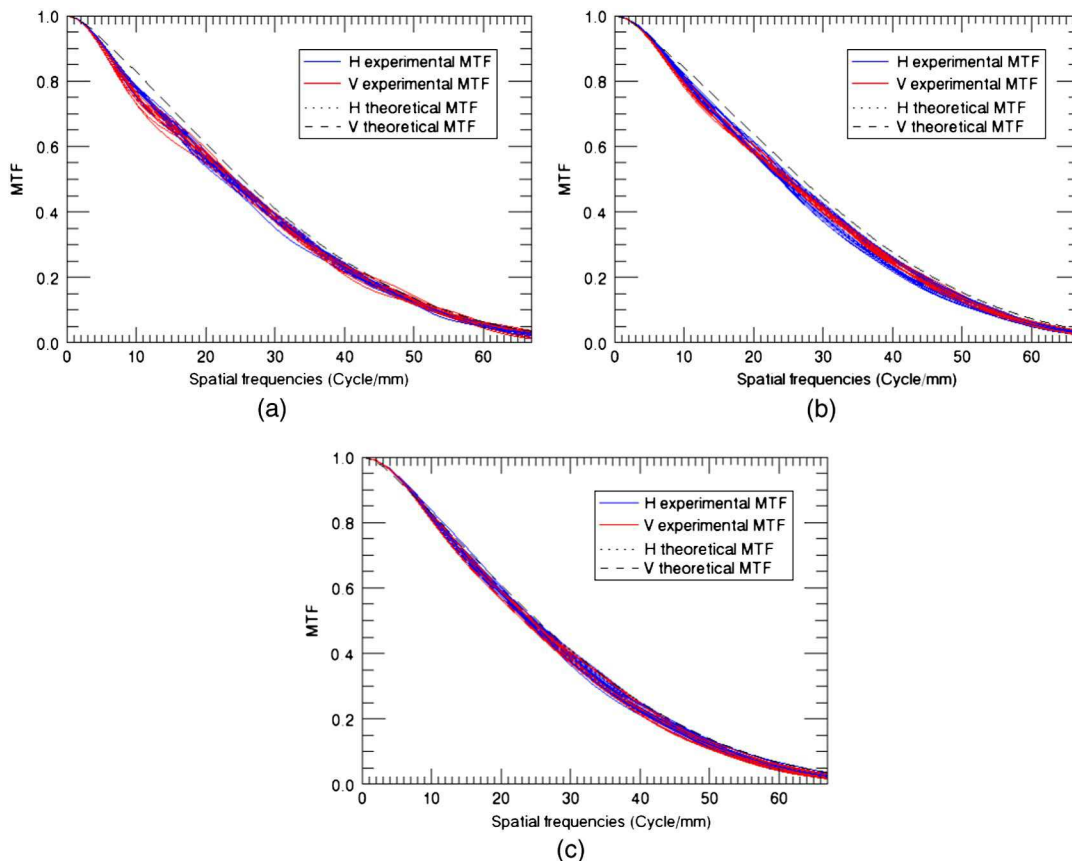 1.0
0.8
0.6
0.4
0.2
0.0
MTF
0 10 20 30 40 50 60
Spatial frequencies (Cycle/mm)
H experimental MTF
V experimental MTF
H theoretical MTF
V theoretical MTF
(a)
1.0
0.8
0.6
0.4
0.2
0.0
MTF
0 10 20 30 40 50 60
Spatial frequencies (Cycle/mm)
H experimental MTF
V experimental MTF
H theoretical MTF
V theoretical MTF
(b)
1.0
0.8
0.6
0.4
0.2
0.0
MTF
0 10 20 30 40 50 60
Spatial frequencies (Cycle/mm)
H experimental MTF
V experimental MTF
H theoretical MTF
V theoretical MTF
(c)